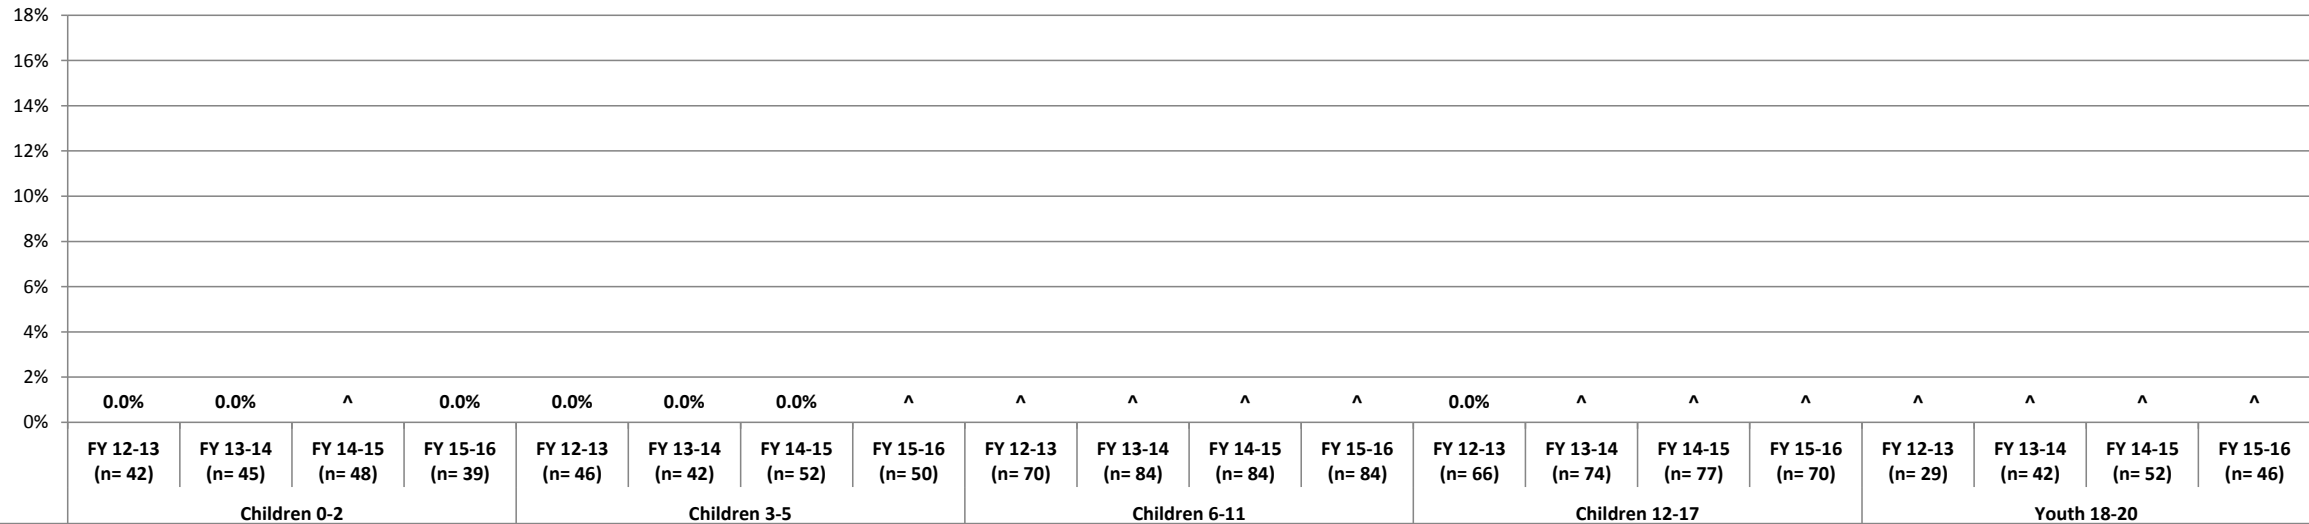 18%
16%
14%
12%
10%
8%
6%
4%
2%
0%
0.0% 0.0% ^ 0.0% 0.0% 0.0% 0.0% ^ ^ ^ ^ ^ 0.0% ^ ^ ^ ^ ^ ^ ^
FY 12-13 FY 13-14 FY 14-15 FY 15-16 FY 12-13 FY 13-14 FY 14-15 FY 15-16 FY 12-13 FY 13-14 FY 14-15 FY 15-16 FY 12-13 FY 13-14 FY 14-15 FY 15-16 FY 12-13 FY 13-14 FY 14-15 FY 15-16
(n= 42) (n= 45) (n= 48) (n= 39) (n= 46) (n= 42) (n= 52) (n= 50) (n= 70) (n= 84) (n= 84) (n= 84) (n= 66) (n= 74) (n= 77) (n= 70) (n= 29) (n= 42) (n= 52) (n= 46)
Children 0-2 Children 3-5 Children 6-11 Children 12-17 Youth 18-20